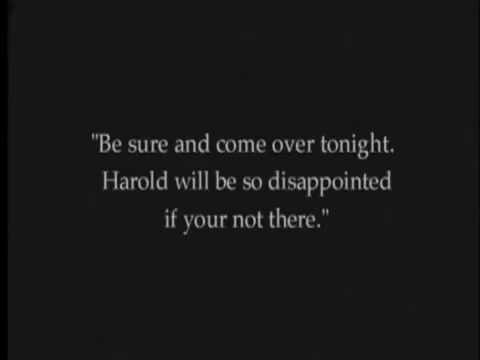 "Be sure and come over tonight.
Harold will be so disappointed
if your not there."